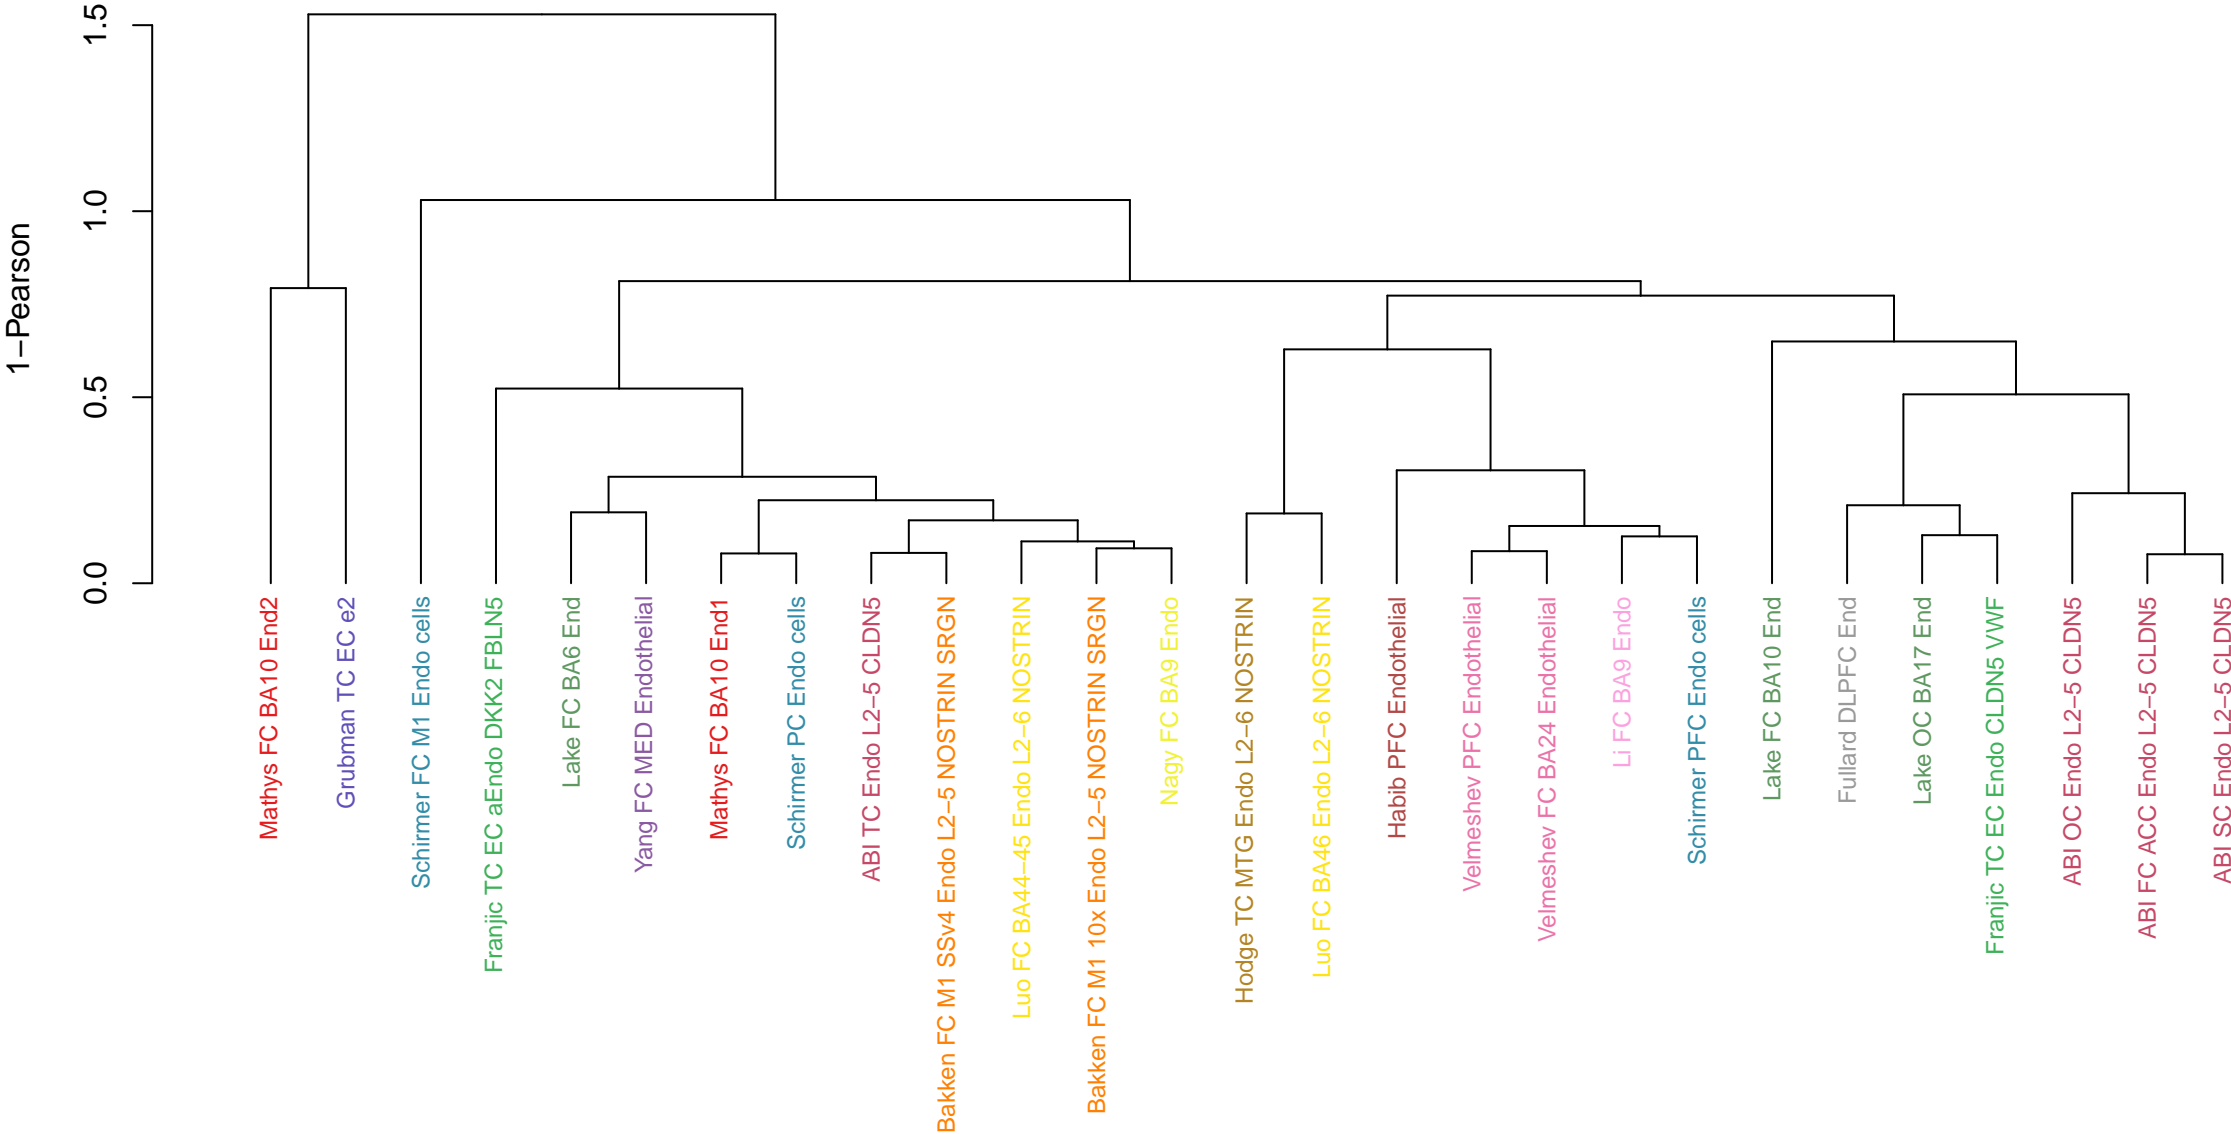 1−Pearson
1.5
1.0
0.5
0.0
Mathys FC BA10 End2
Grubman TC EC e2
Schirmer FC M1 Endo cells
Franjic TC EC aEndo DKK2 FBLN5
Lake FC BA6 End
Yang FC MED Endothelial
Mathys FC BA10 End1
Schirmer PC Endo cells
ABI TC Endo L2−5 CLDN5
Bakken FC M1 SSv4 Endo L2−5 NOSTRIN SRGN
Luo FC BA44−45 Endo L2−6 NOSTRIN
Bakken FC M1 10x Endo L2−5 NOSTRIN SRGN
Nagy FC BA9 Endo
Hodge TC MTG Endo L2−6 NOSTRIN
Luo FC BA46 Endo L2−6 NOSTRIN
Habib PFC Endothelial
Velmeshev PFC Endothelial
Velmeshev FC BA24 Endothelial
Li FC BA9 Endo
Schirmer PFC Endo cells
Lake FC BA10 End
Fullard DLPFC End
Lake OC BA17 End
Franjic TC EC Endo CLDN5 VWF
ABI OC Endo L2−5 CLDN5
ABI FC ACC Endo L2−5 CLDN5
ABI SC Endo L2−5 CLDN5